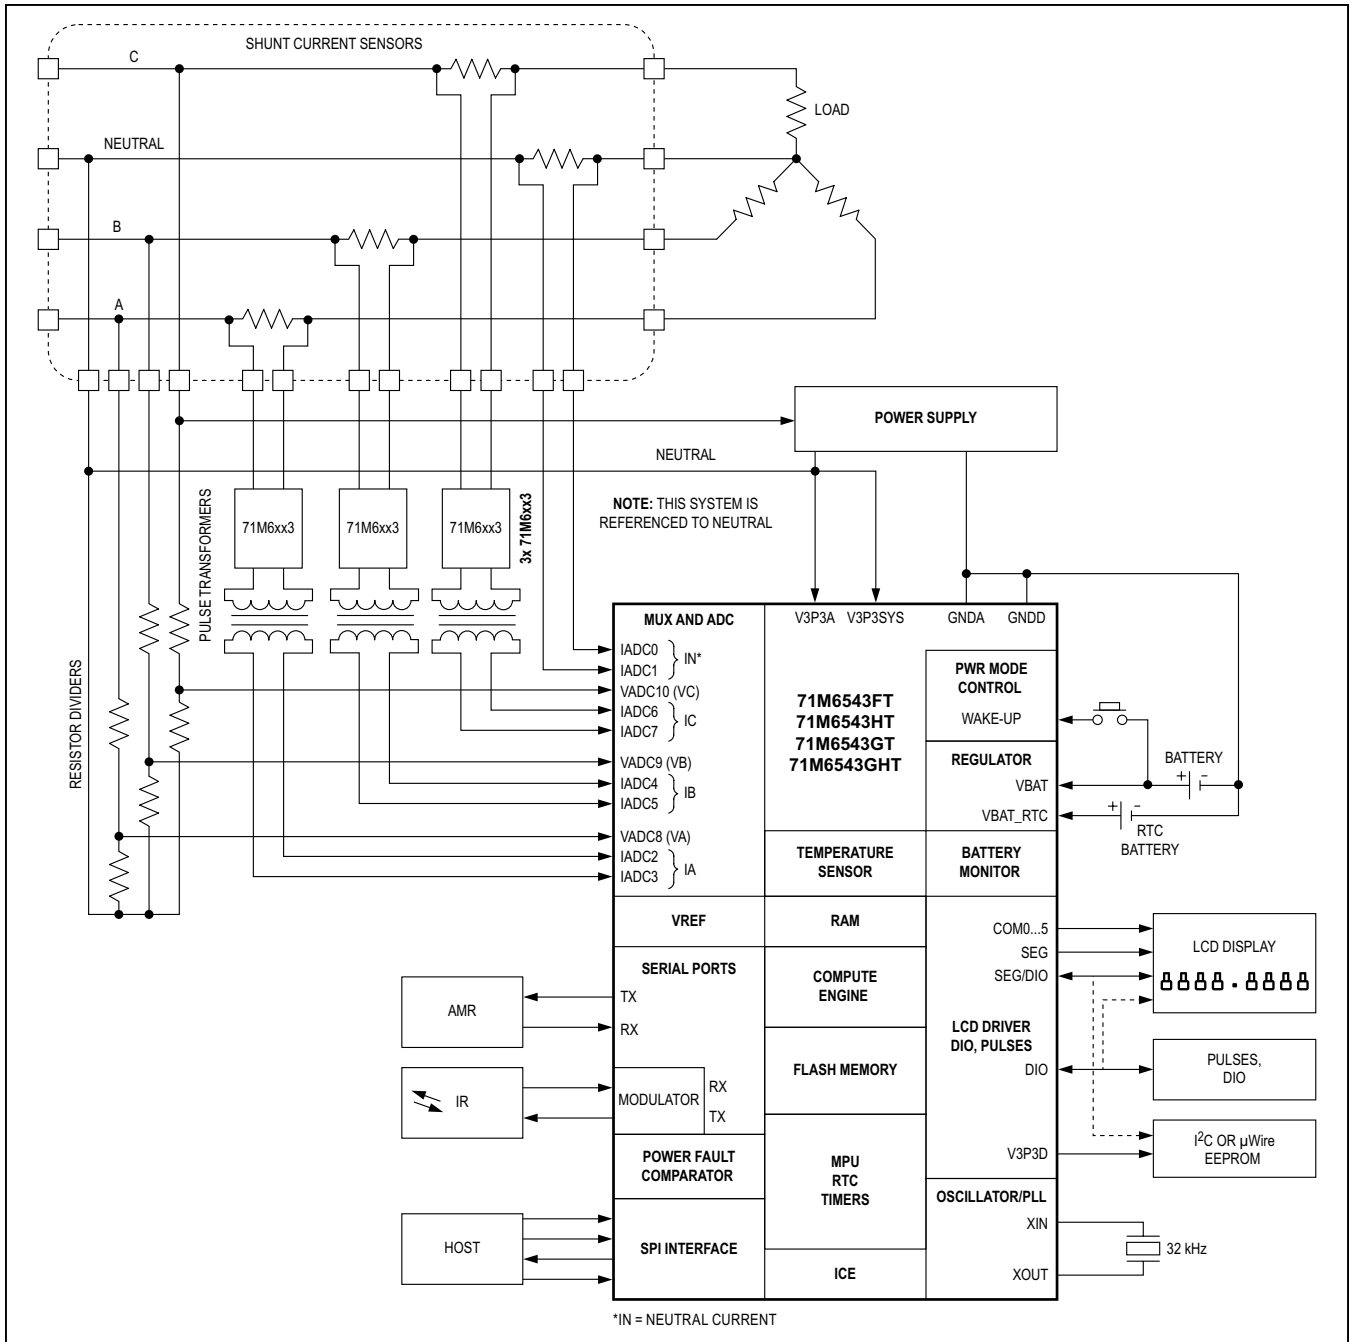 SHUNT CURRENT SENSORS
C
LOAD
NEUTRAL
B
A
POWER SUPPLY
NEUTRAL
NOTE: THIS SYSTEM IS
REFERENCED TO NEUTRAL
PULSE TRANSFORMERS
71M6xx3
71M6xx3
71M6xx3
3x 71M6xx3
RESISTOR DIVIDERS
MUX AND ADC
IADC0
IADC1
IN*
VADC10 (VC)
IADC6
IADC7
IC
VADC9 (VB)
IADC4
IADC5
IB
VADC8 (VA)
IADC2
IADC3
IA
V3P3A
V3P3SYS
GNDA
GNDD
71M6543FT
71M6543HT
71M6543GT
71M6543GHT
PWR MODE
CONTROL
WAKE-UP
REGULATOR
VBAT
VBAT_RTC
BATTERY
+
-
+
-
RTC
BATTERY
TEMPERATURE
SENSOR
BATTERY
MONITOR
VREF
RAM
COM0...5
SEG
SEG/DIO
LCD DISPLAY
8888.8888
SERIAL PORTS
TX
RX
AMR
COMPUTE
ENGINE
LCD DRIVER
DIO, PULSES
DIO
PULSES,
DIO
FLASH MEMORY
IR
MODULATOR
RX
TX
POWER FAULT
COMPARATOR
MPU
RTC
TIMERS
V3P3D
I2C OR µWire
EEPROM
OSCILLATOR/PLL
XIN
XOUT
32 kHz
HOST
SPI INTERFACE
ICE
*IN = NEUTRAL CURRENT